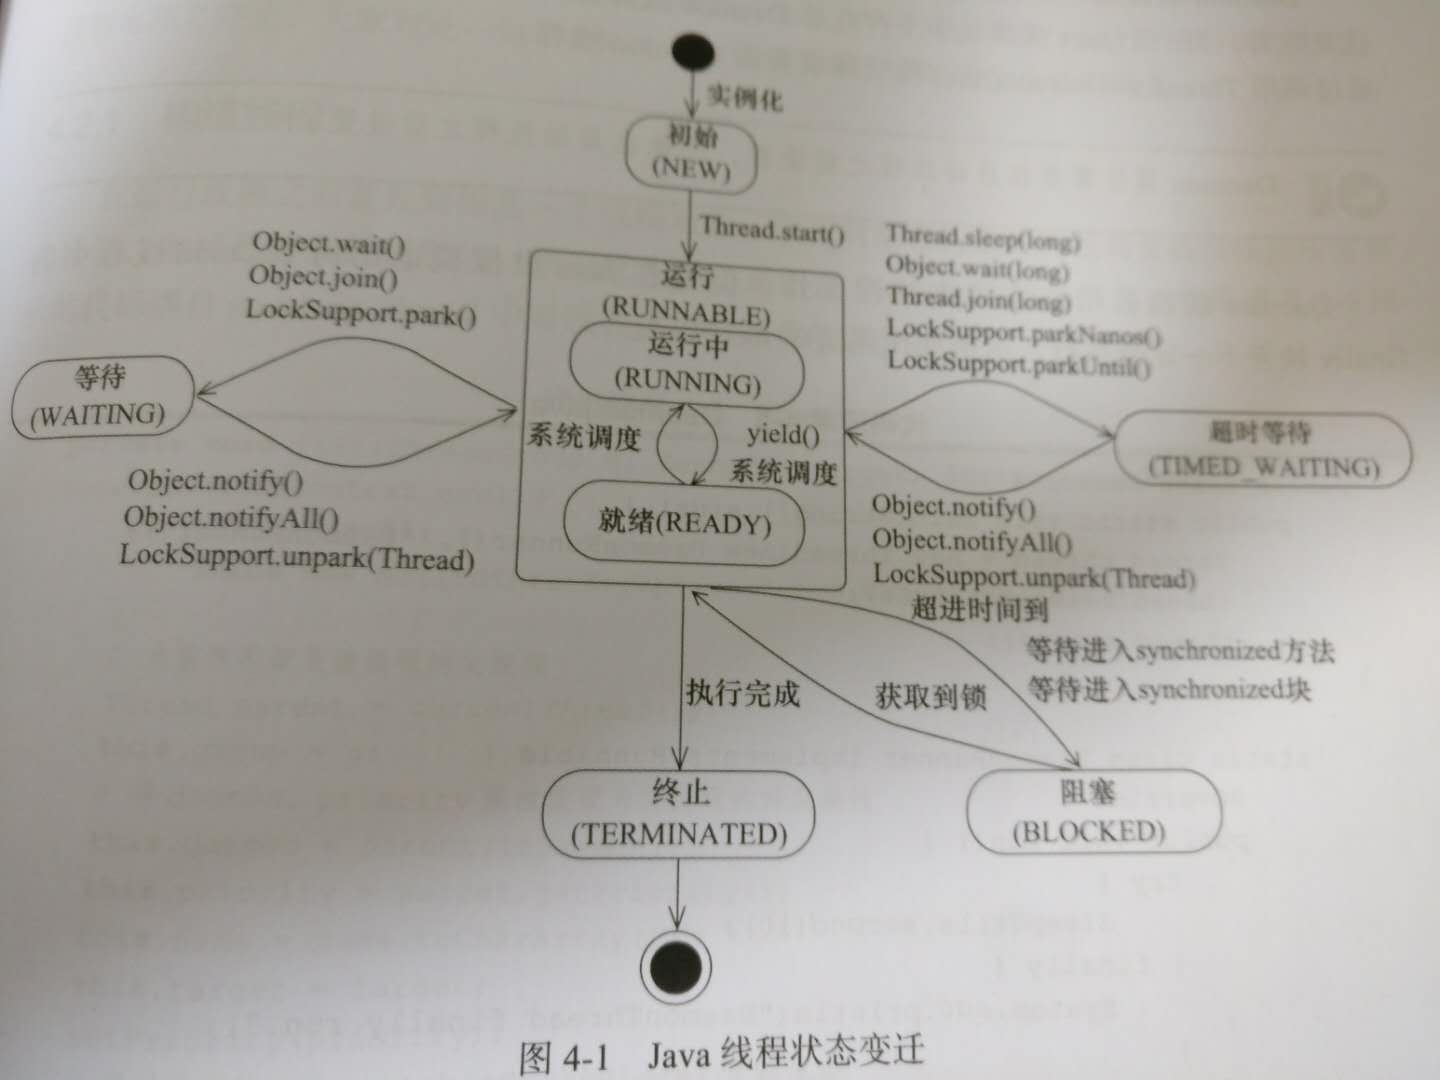 实例化
初始
(NEW)
Thread.start()
Object.wait()
Object.join()
LockSupport.park()
运行
(RUNNABLE)
运行中
(RUNNING)
系统调度
yield()
系统调度
就绪(READY)
Thread.sleep(long)
Object.wait(long)
Thread.join(long)
LockSupport.parkNanos()
LockSupport.parkUntil()
等待
(WAITING)
超时等待
(TIMED_WAITING)
Object.notify()
Object.notifyAll()
LockSupport.unpark(Thread)
Object.notify()
Object.notifyAll()
LockSupport.unpark(Thread)
超进时间到
等待进入synchronized方法
等待进入synchronized块
执行完成
获取到锁
终止
(TERMINATED)
阻塞
(BLOCKED)
图 4-1 Java 线程状态变迁